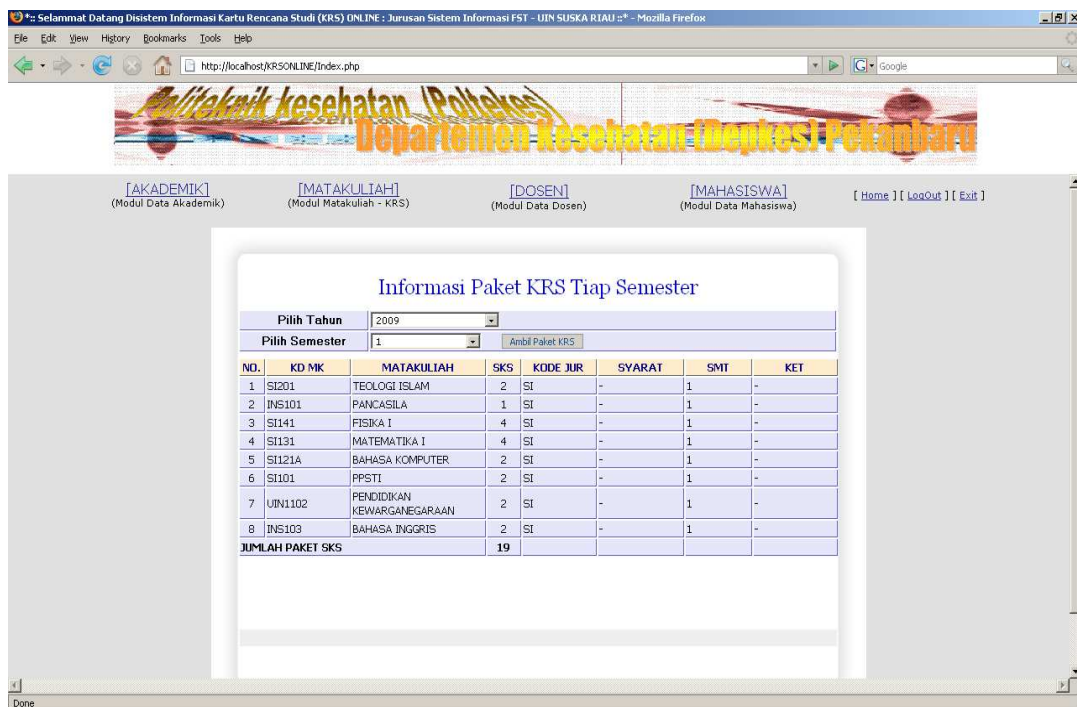 *:: Selammat Datang Disistem Informasi Kartu Rencana Studi (KRS) ONLINE : Jurusan Sistem Informasi FST - UIN SUSKA RIAU ::* - Mozilla Firefox
File Edit View History Bookmarks Tools Help
http://localhost/KRSONLINE/Index.php
Google
Politeknik kesehatan (Poltekes)
Departemen Kesehatan (Depkes) Pekanbaru
[AKADEMIK] [MATAKULIAH] [DOSEN] [MAHASISWA] [ Home ] [ LogOut ] [ Exit ]
(Modul Data Akademik) (Modul Matakuliah - KRS) (Modul Data Dosen) (Modul Data Mahasiswa)
Informasi Paket KRS Tiap Semester
Pilih Tahun 2009
Pilih Semester 1 Ambil Paket KRS
NO. KD MK MATAKULIAH SKS KODE JUR SYARAT SMT KET
1 SI201 TEOLOGI ISLAM 2 SI - 1 -
2 INS101 PANCASILA 1 SI - 1 -
3 SI141 FISIKA I 4 SI - 1 -
4 SI131 MATEMATIKA I 4 SI - 1 -
5 SI121A BAHASA KOMPUTER 2 SI - 1 -
6 SI101 PPSTI 2 SI - 1 -
7 UIN1102 PENDIDIKAN KEWARGANEGARAAN 2 SI - 1 -
8 INS103 BAHASA INGGRIS 2 SI - 1 -
JUMLAH PAKET SKS 19
Done